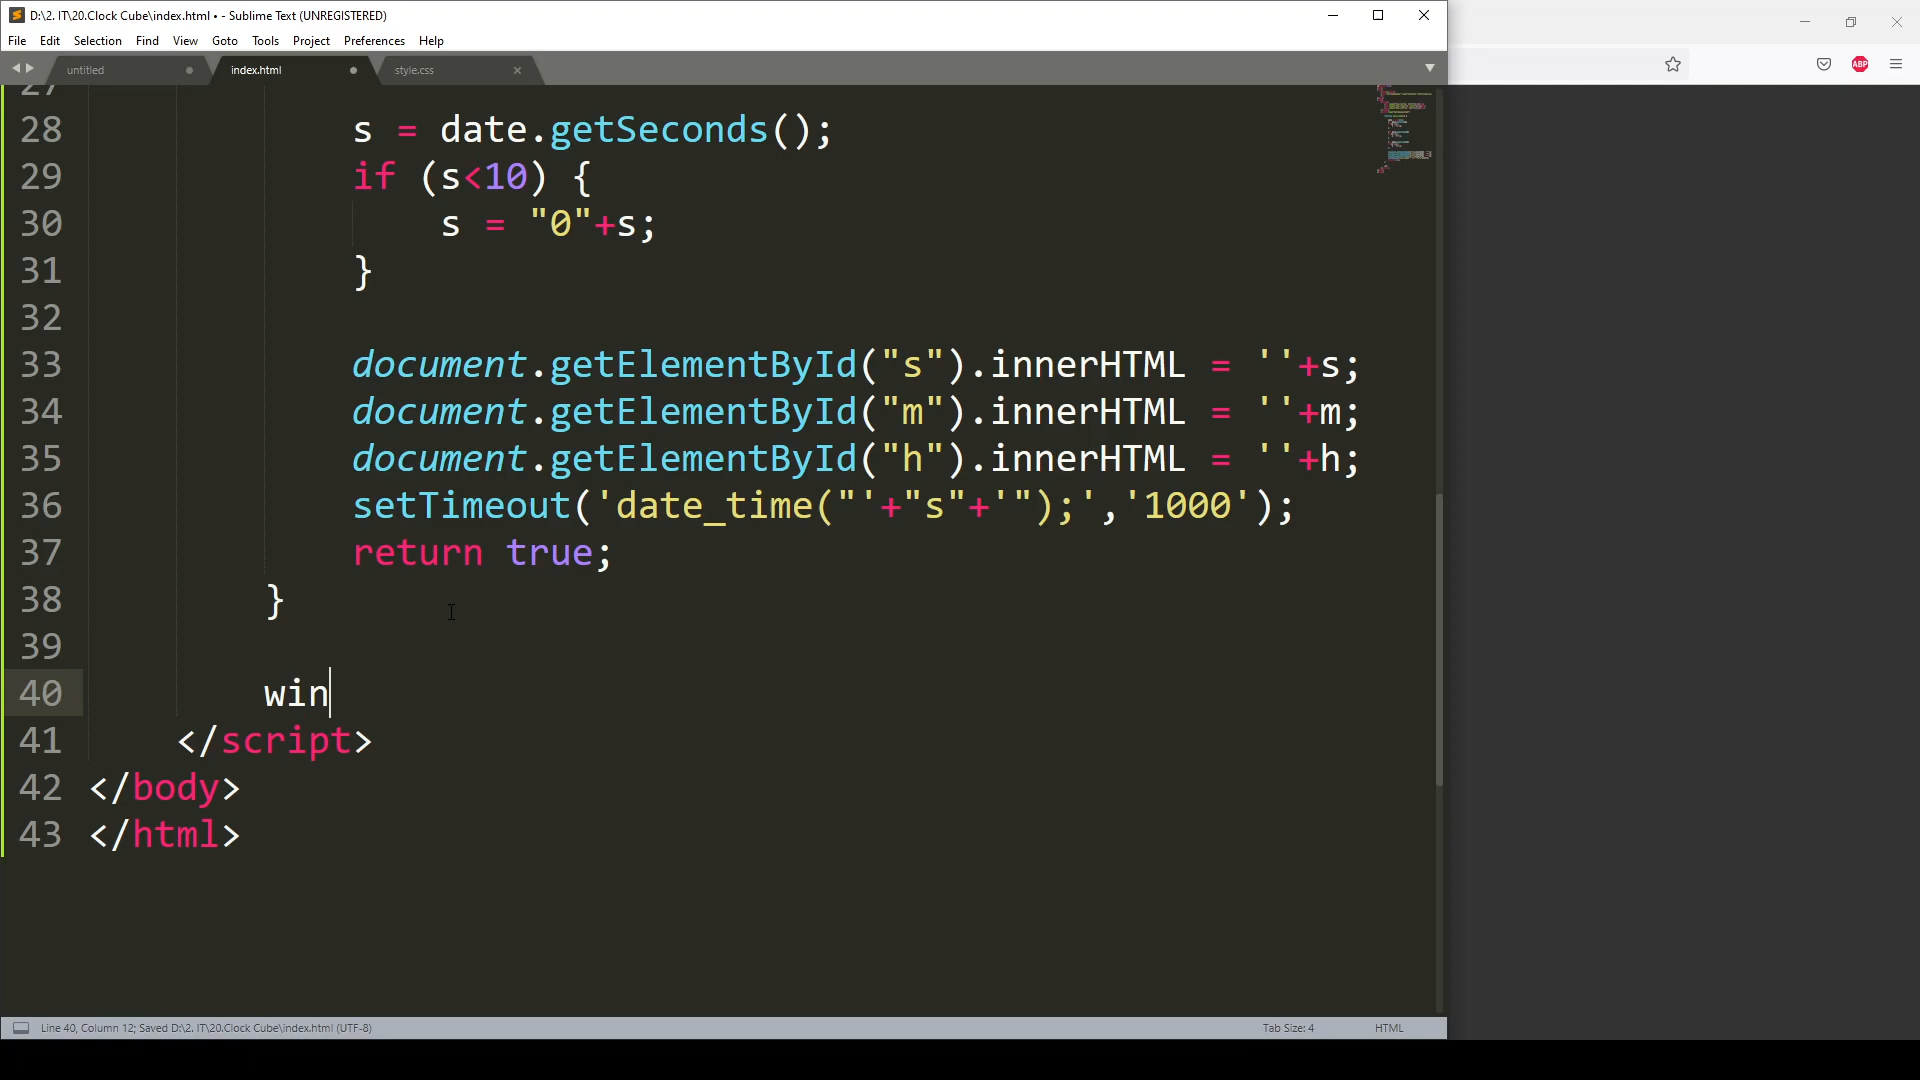 D:\2. IT\20.Clock Cube\index.html • - Sublime Text (UNREGISTERED)
File Edit Selection Find View Goto Tools Project Preferences Help
untitled index.html style.css
ABP
27
28 s = date.getSeconds();
29 if (s<10) {
30 s = "0"+s;
31 }
32
33 document.getElementById("s").innerHTML = ''+s;
34 document.getElementById("m").innerHTML = ''+m;
35 document.getElementById("h").innerHTML = ''+h;
36 setTimeout('date_time("'+"s"+'");','1000');
37 return true;
38 }
39
40 win
41 </script>
42 </body>
43 </html>
Line 40, Column 12; Saved D:\2. IT\20.Clock Cube\index.html (UTF-8) Tab Size: 4 HTML